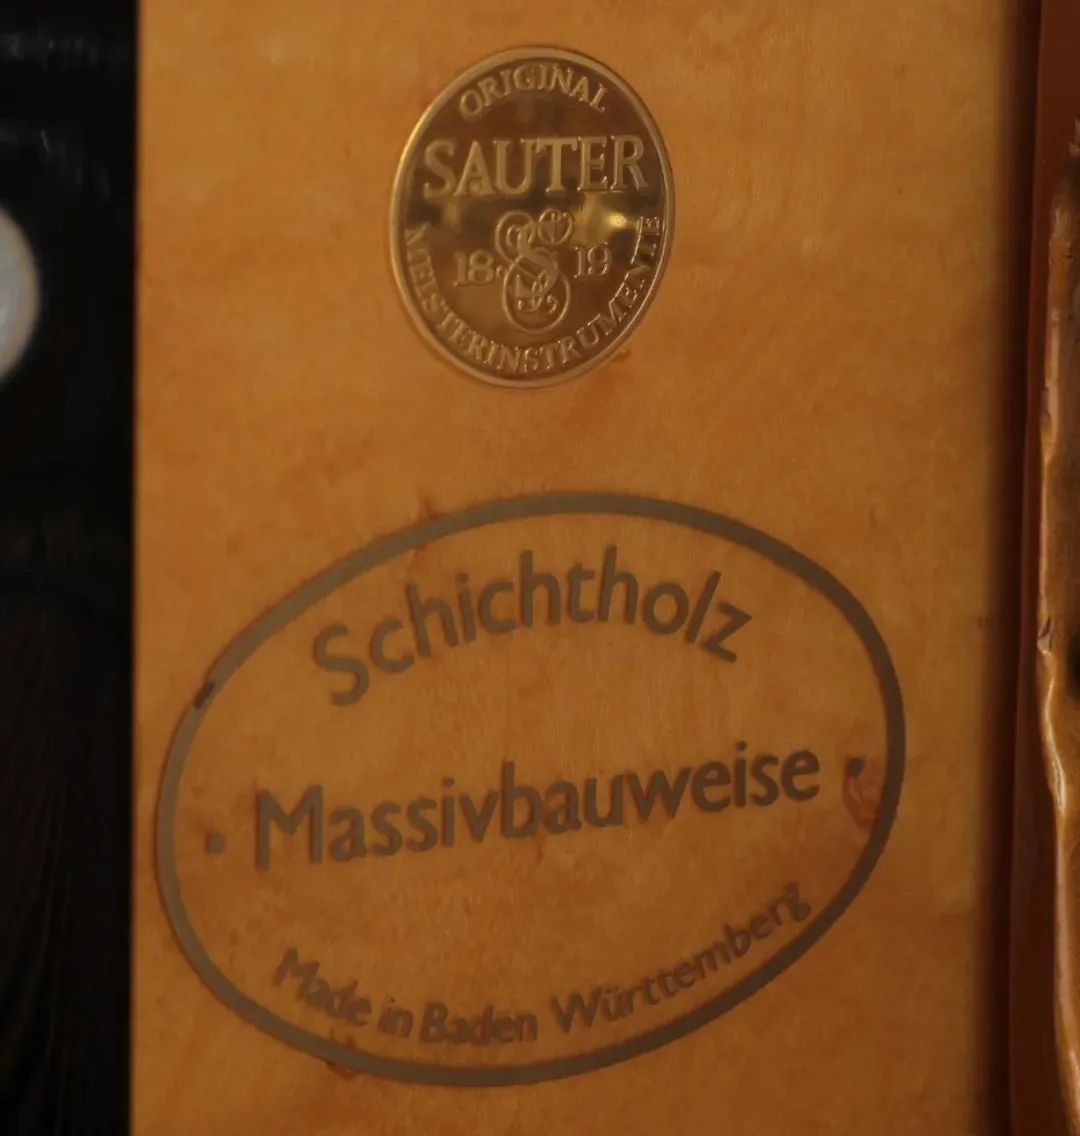 ORIGINAL
SAUTER
18 19
MEISTERINSTRUMENTE
Schichtholz
· Massivbauweise ·
Made in Baden Württemberg